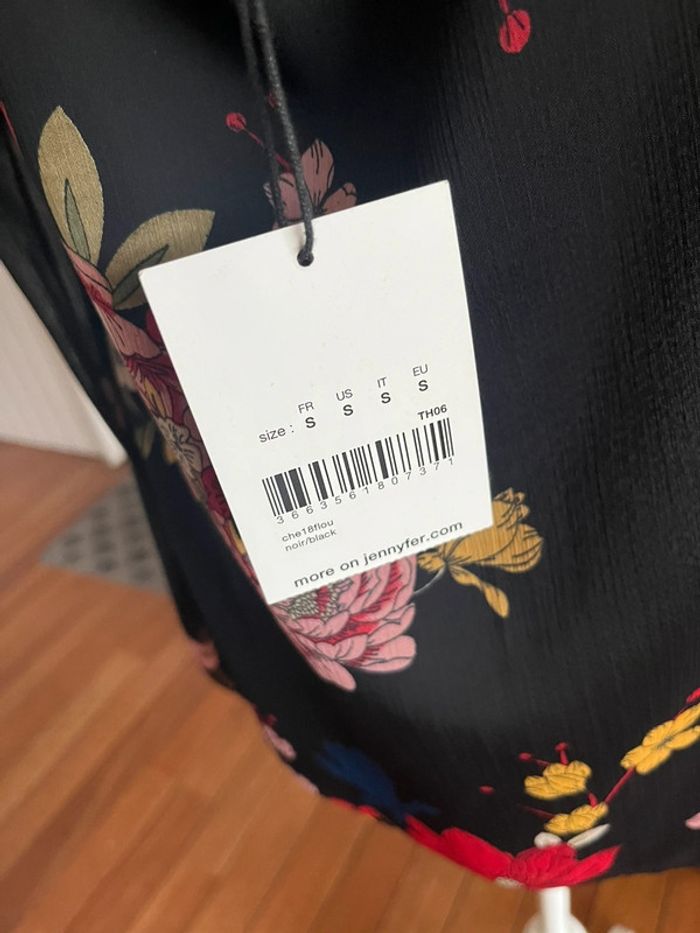 FR US IT EU
size : S S S S
TH06
3663561807371
che18flou
noir/black
more on jennyfer.com